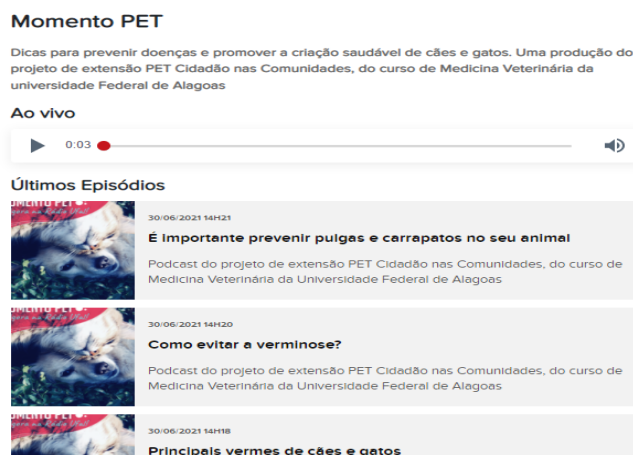 Momento PET
Dicas para prevenir doenças e promover a criação saudável de cães e gatos. Uma produção do
projeto de extensão PET Cidadão nas Comunidades, do curso de Medicina Veterinária da
universidade Federal de Alagoas
Ao vivo
0:03
Últimos Episódios
30/06/2021 14H21
É importante prevenir pulgas e carrapatos no seu animal
Podcast do projeto de extensão PET Cidadão nas Comunidades, do curso de
Medicina Veterinária da Universidade Federal de Alagoas
30/06/2021 14H20
Como evitar a verminose?
Podcast do projeto de extensão PET Cidadão nas Comunidades, do curso de
Medicina Veterinária da Universidade Federal de Alagoas
30/06/2021 14H18
Principais vermes de cães e gatos